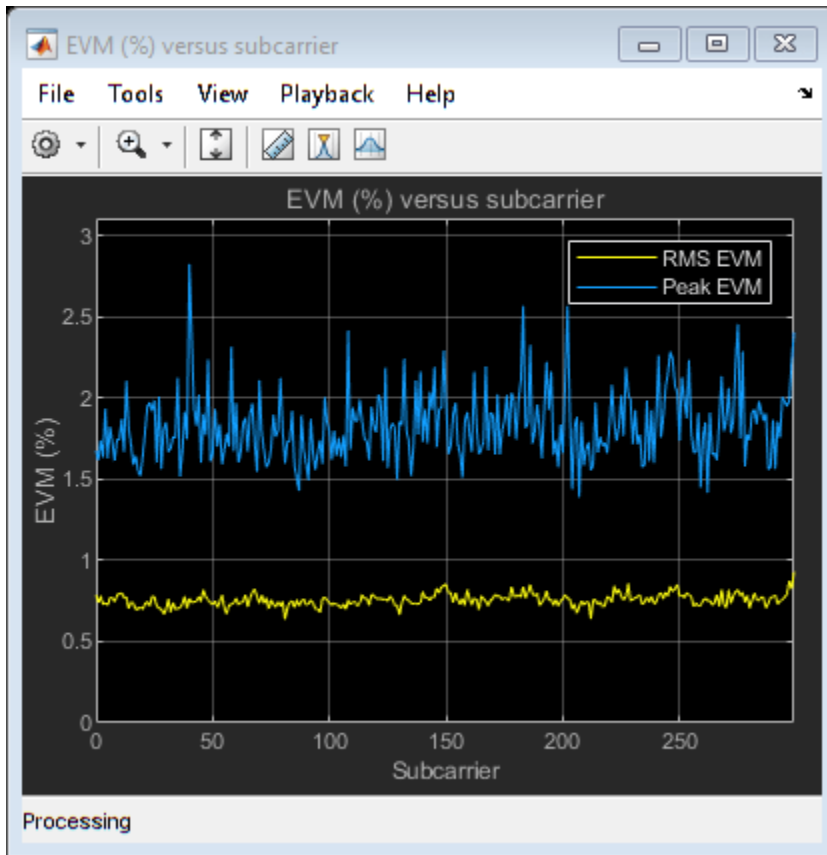 EVM (%) versus subcarrier
File Tools View Playback Help
EVM (%) versus subcarrier
RMS EVM
Peak EVM
3
2.5
2
1.5
1
0.5
0
EVM (%)
0 50 100 150 200 250
Subcarrier
Processing